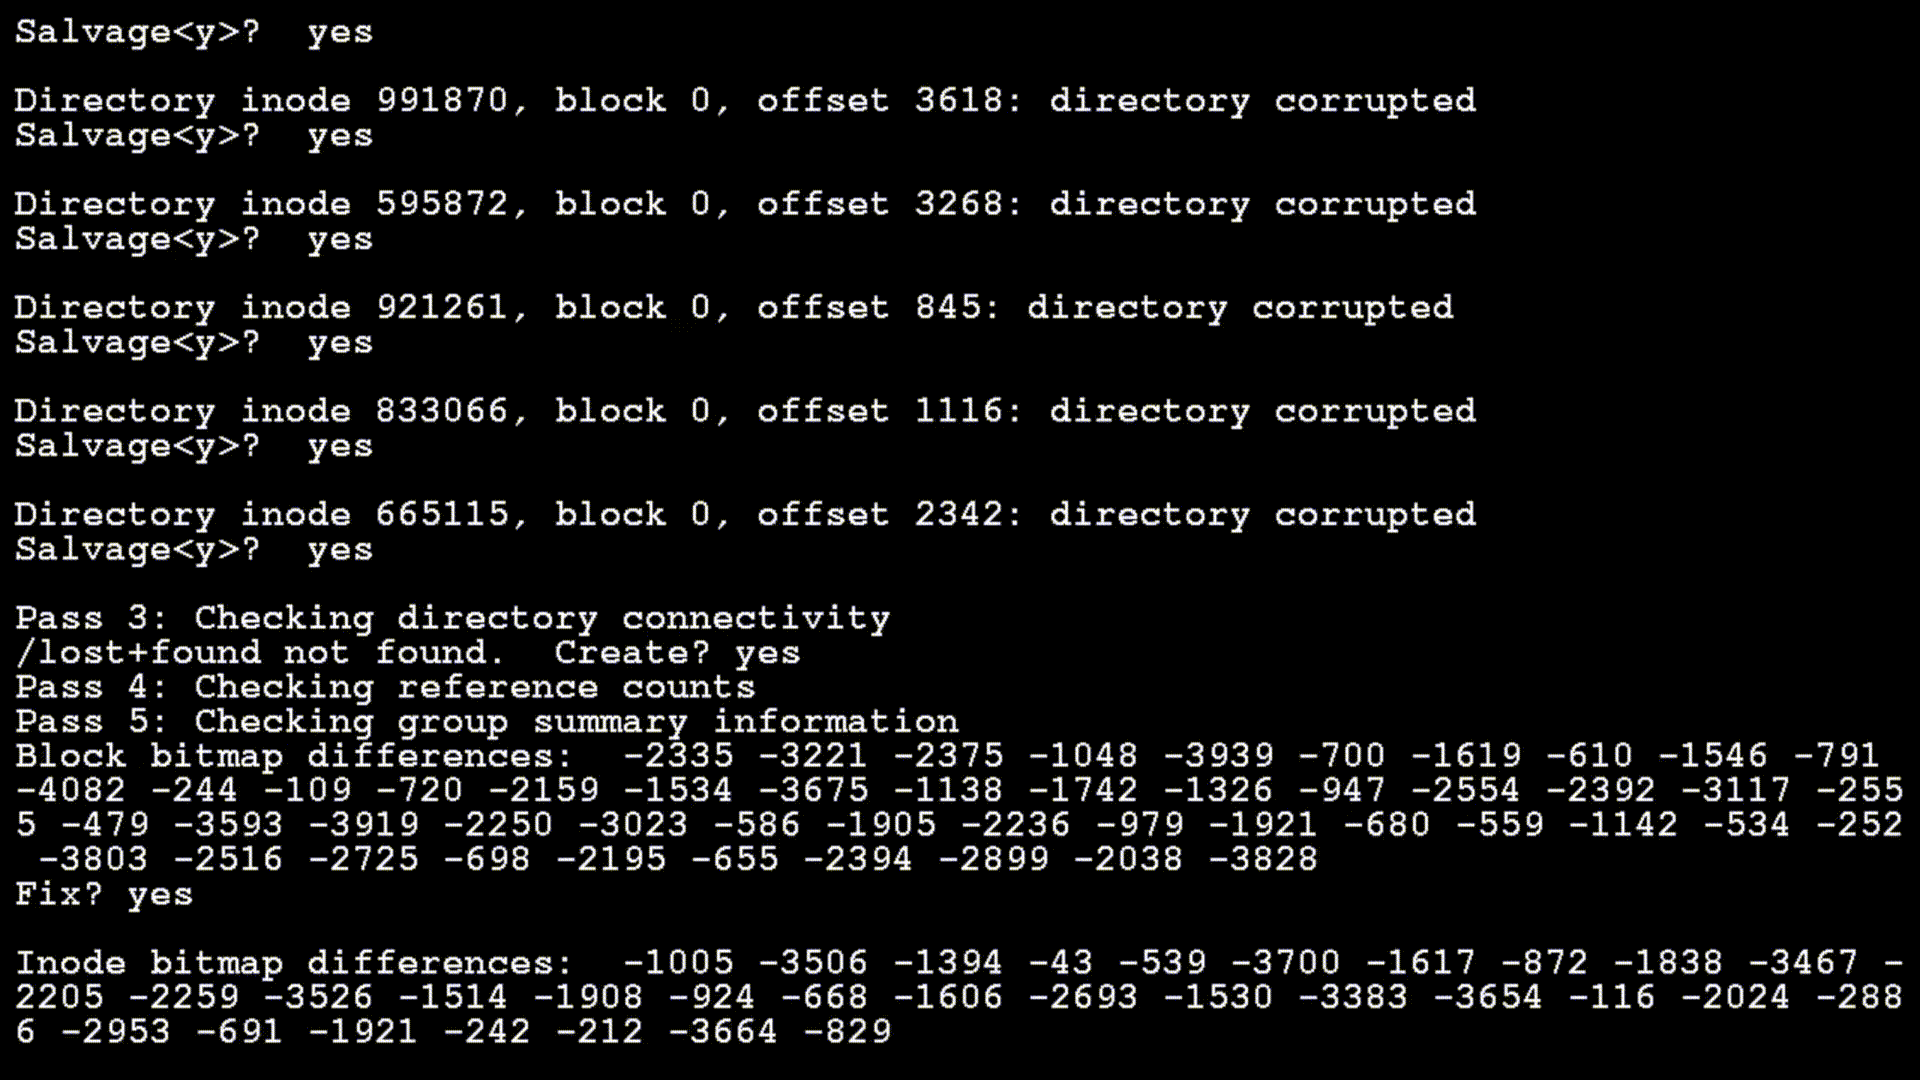 Salvage<y>?  yes
Directory inode 991870, block 0, offset 3618: directory corrupted
Salvage<y>?  yes
Directory inode 595872, block 0, offset 3268: directory corrupted
Salvage<y>?  yes
Directory inode 921261, block 0, offset 845: directory corrupted
Salvage<y>?  yes
Directory inode 833066, block 0, offset 1116: directory corrupted
Salvage<y>?  yes
Directory inode 665115, block 0, offset 2342: directory corrupted
Salvage<y>?  yes
Pass 3: Checking directory connectivity
/lost+found not found.  Create? yes
Pass 4: Checking reference counts
Pass 5: Checking group summary information
Block bitmap differences:  -2335 -3221 -2375 -1048 -3939 -700 -1619 -610 -1546 -791
-4082 -244 -109 -720 -2159 -1534 -3675 -1138 -1742 -1326 -947 -2554 -2392 -3117 -255
5 -479 -3593 -3919 -2250 -3023 -586 -1905 -2236 -979 -1921 -680 -559 -1142 -534 -252
 -3803 -2516 -2725 -698 -2195 -655 -2394 -2899 -2038 -3828
Fix? yes
Inode bitmap differences:  -1005 -3506 -1394 -43 -539 -3700 -1617 -872 -1838 -3467 -
2205 -2259 -3526 -1514 -1908 -924 -668 -1606 -2693 -1530 -3383 -3654 -116 -2024 -288
6 -2953 -691 -1921 -242 -212 -3664 -829